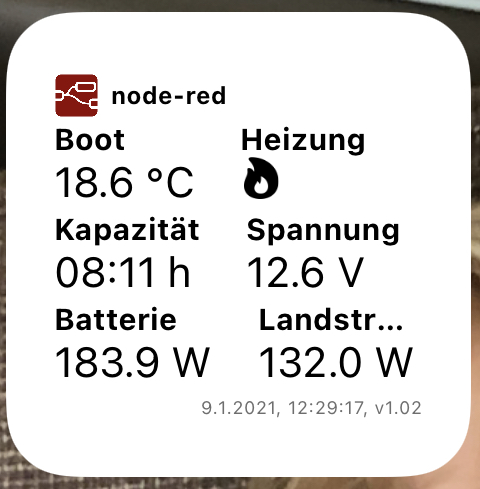 node-red
Boot Heizung
18.6 °C
Kapazität Spannung
08:11 h 12.6 V
Batterie Landstr...
183.9 W 132.0 W
9.1.2021, 12:29:17, v1.02